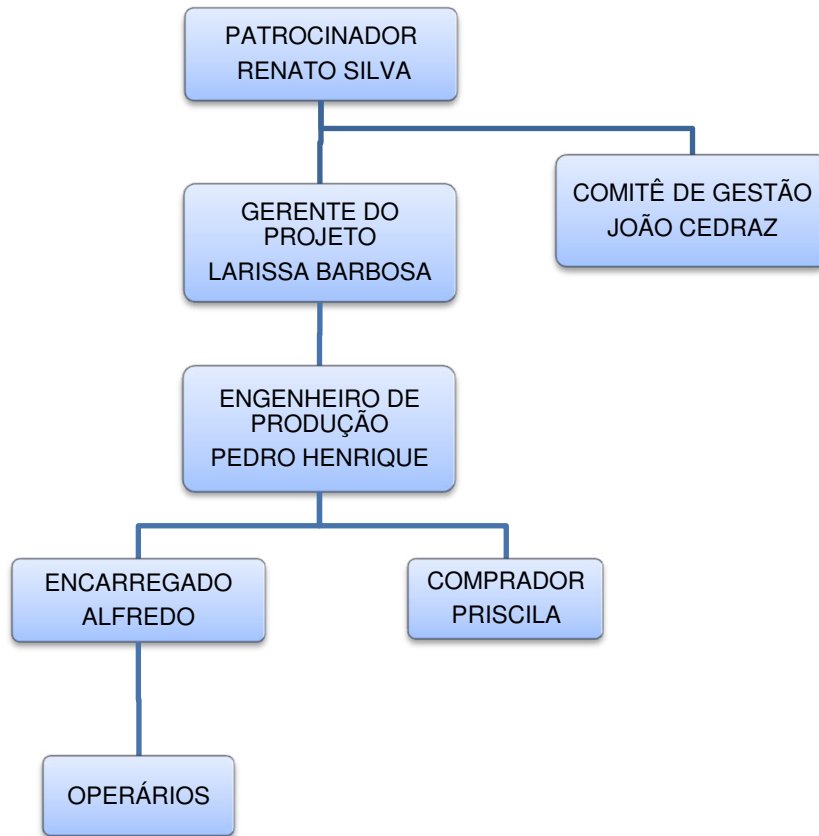 PATROCINADOR
RENATO SILVA
GERENTE DO
PROJETO
LARISSA BARBOSA
COMITÊ DE GESTÃO
JOÃO CEDRAZ
ENGENHEIRO DE
PRODUÇÃO
PEDRO HENRIQUE
ENCARREGADO
ALFREDO
COMPRADOR
PRISCILA
OPERÁRIOS